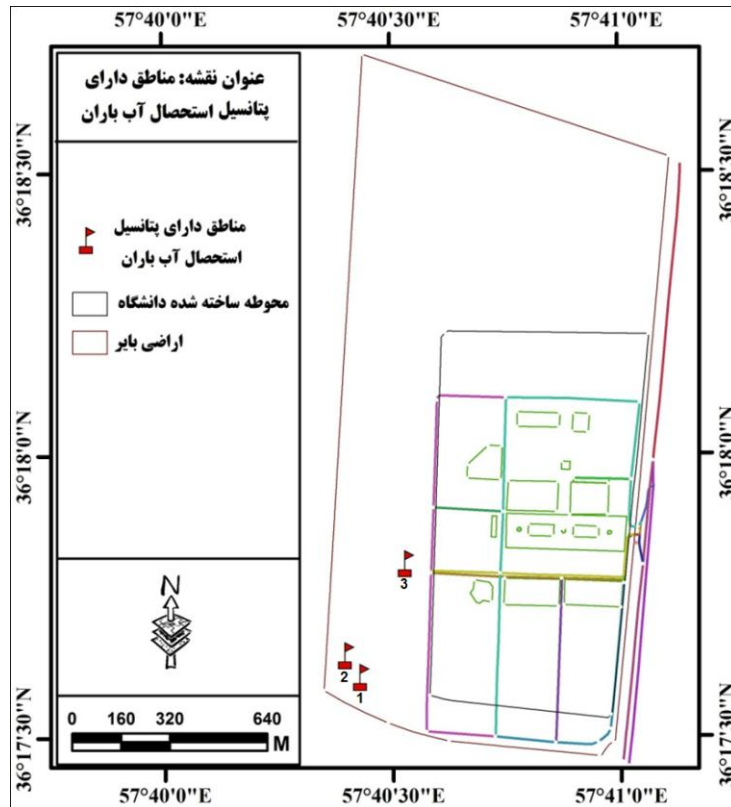 57°40'0"E 57°40'30"E 57°41'0"E
عنوان نقشه: مناطق دارای
پتانسیل استحصال آب باران
36°18'30"N 36°18'30"N
مناطق دارای پتانسیل
استحصال آب باران
محوطه ساخته شده دانشگاه
اراضی بایر
36°18'0"N 36°18'0"N
3
N
2
1
0 160 320 640
M
36°17'30"N 36°17'30"N
57°40'0"E 57°40'30"E 57°41'0"E